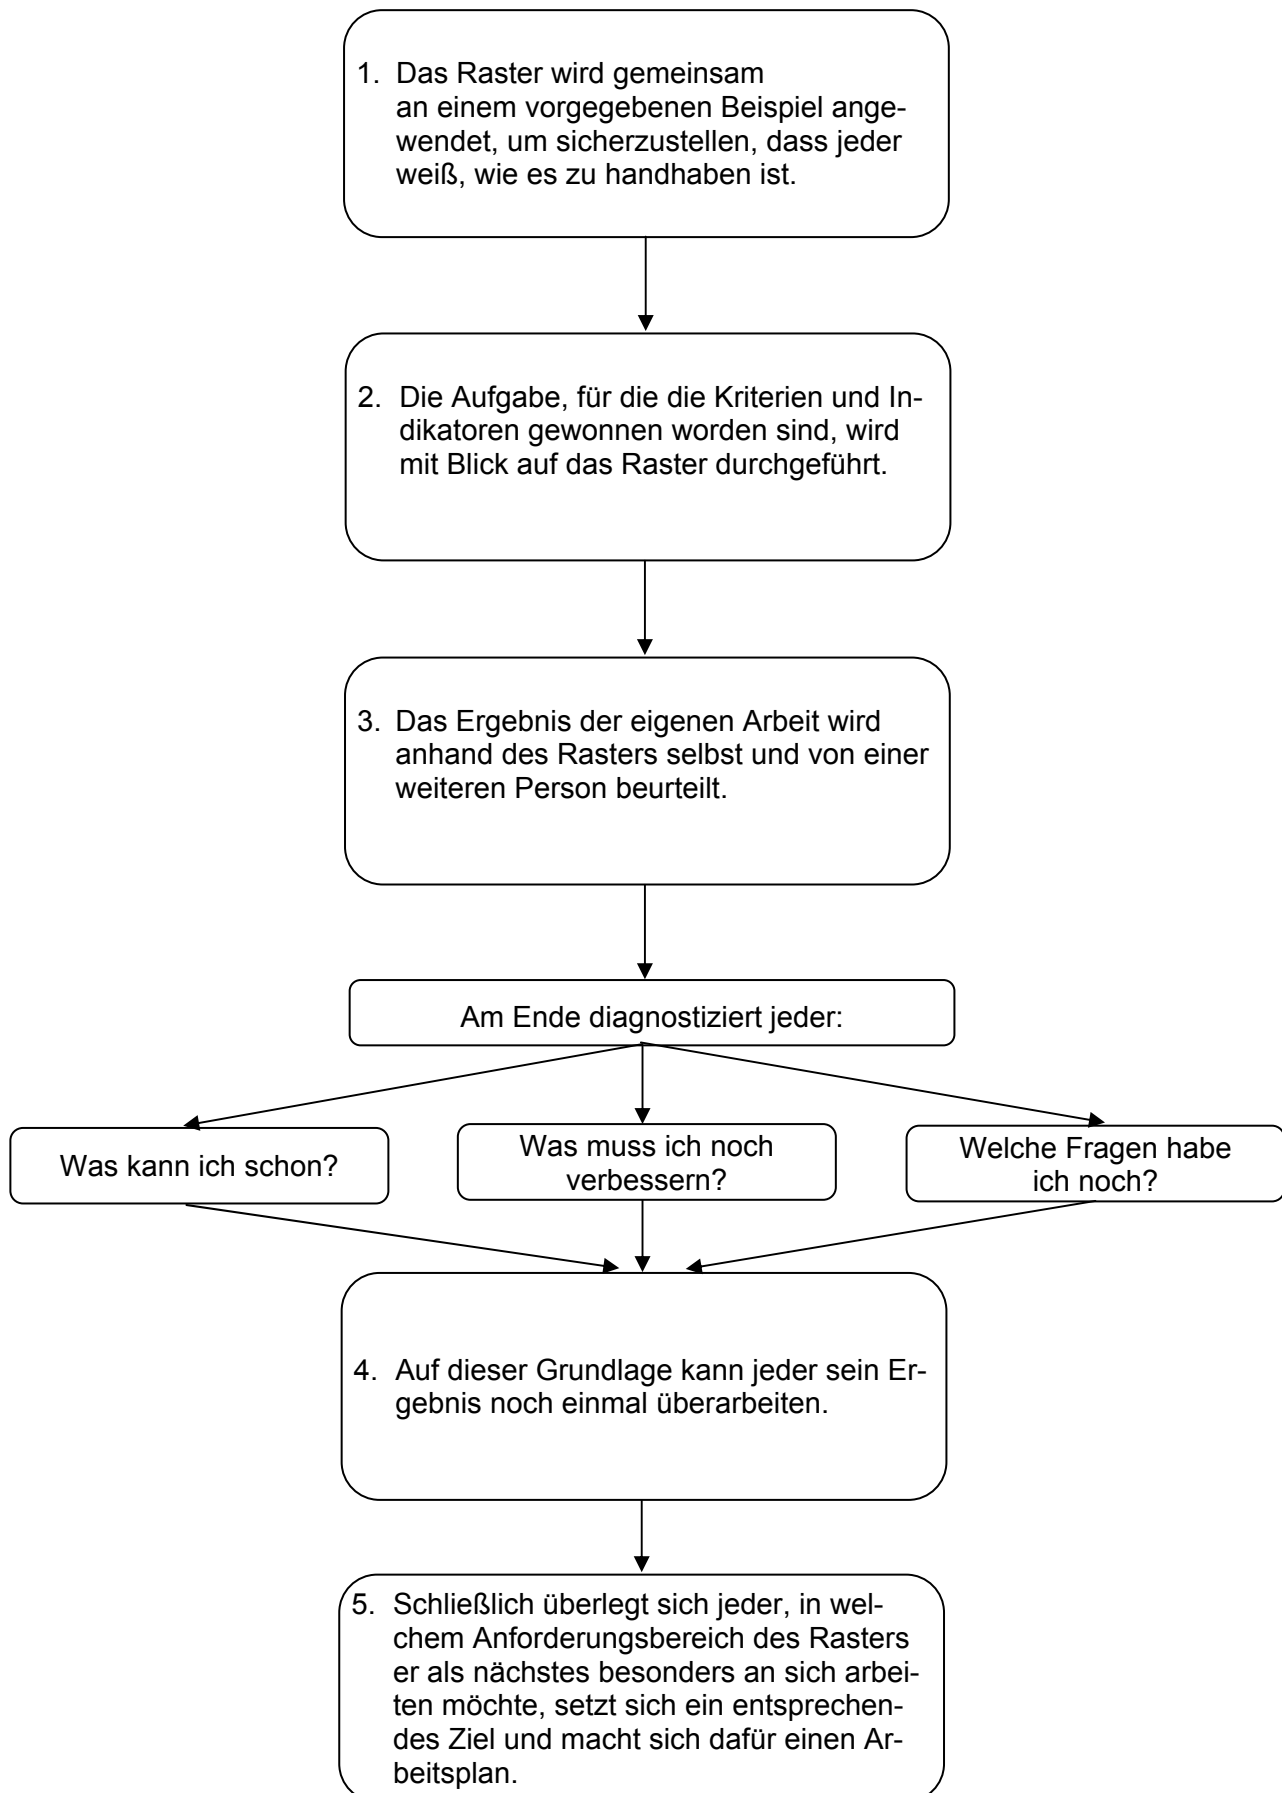 1. Das Raster wird gemeinsam
an einem vorgegebenen Beispiel ange-
wendet, um sicherzustellen, dass jeder
weiß, wie es zu handhaben ist.
2. Die Aufgabe, für die die Kriterien und In-
dikatoren gewonnen worden sind, wird
mit Blick auf das Raster durchgeführt.
3. Das Ergebnis der eigenen Arbeit wird
anhand des Rasters selbst und von einer
weiteren Person beurteilt.
Am Ende diagnostiziert jeder:
Was kann ich schon?
Was muss ich noch
verbessern?
Welche Fragen habe
ich noch?
4. Auf dieser Grundlage kann jeder sein Er-
gebnis noch einmal überarbeiten.
5. Schließlich überlegt sich jeder, in wel-
chem Anforderungsbereich des Rasters
er als nächstes besonders an sich arbei-
ten möchte, setzt sich ein entsprechen-
des Ziel und macht sich dafür einen Ar-
beitsplan.